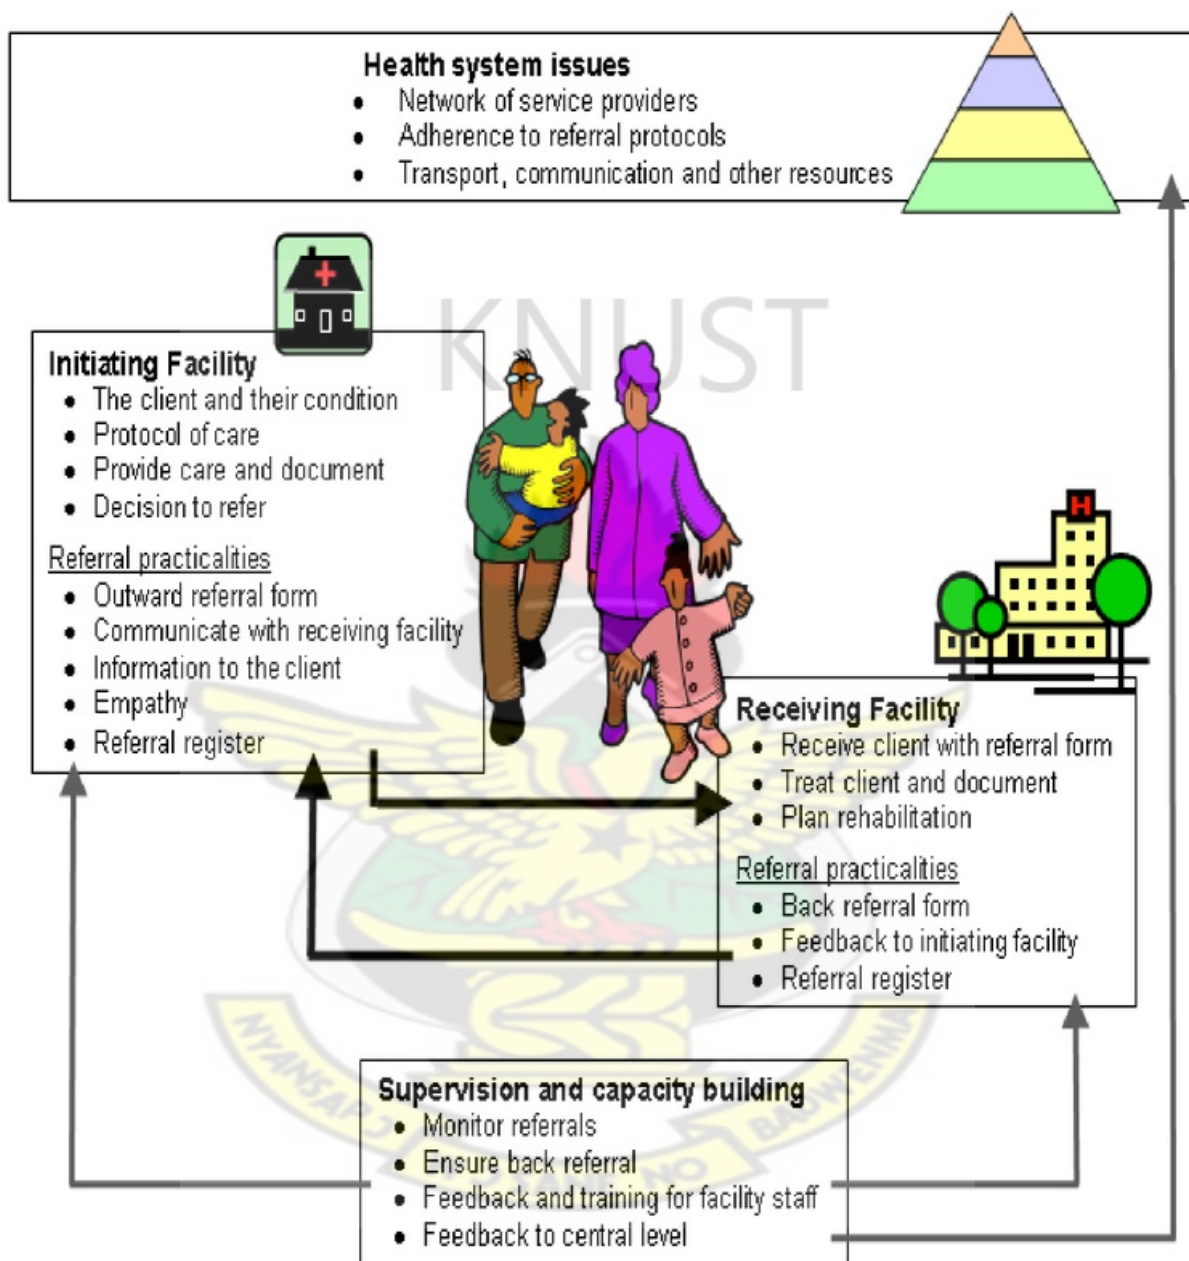 Health system issues
• Network of service providers
• Adherence to referral protocols
• Transport, communication and other resources
KNUST
Initiating Facility
• The client and their condition
• Protocol of care
• Provide care and document
• Decision to refer
Referral practicalities
• Outward referral form
• Communicate with receiving facility
• Information to the client
• Empathy
• Referral register
H
Receiving Facility
• Receive client with referral form
• Treat client and document
• Plan rehabilitation
Referral practicalities
• Back referral form
• Feedback to initiating facility
• Referral register
Supervision and capacity building
• Monitor referrals
• Ensure back referral
• Feedback and training for facility staff
• Feedback to central level